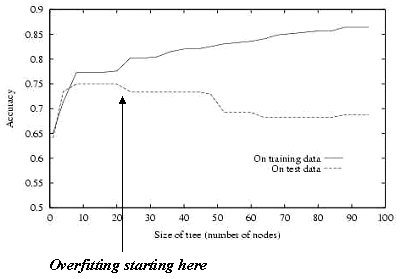 0.9
0.85
0.8
0.75
0.7
0.65
0.6
0.55
0.5
Accuracy
On training data
On test data
0 10 20 30 40 50 60 70 80 90 100
Size of tree (number of nodes)
Overfitting starting here